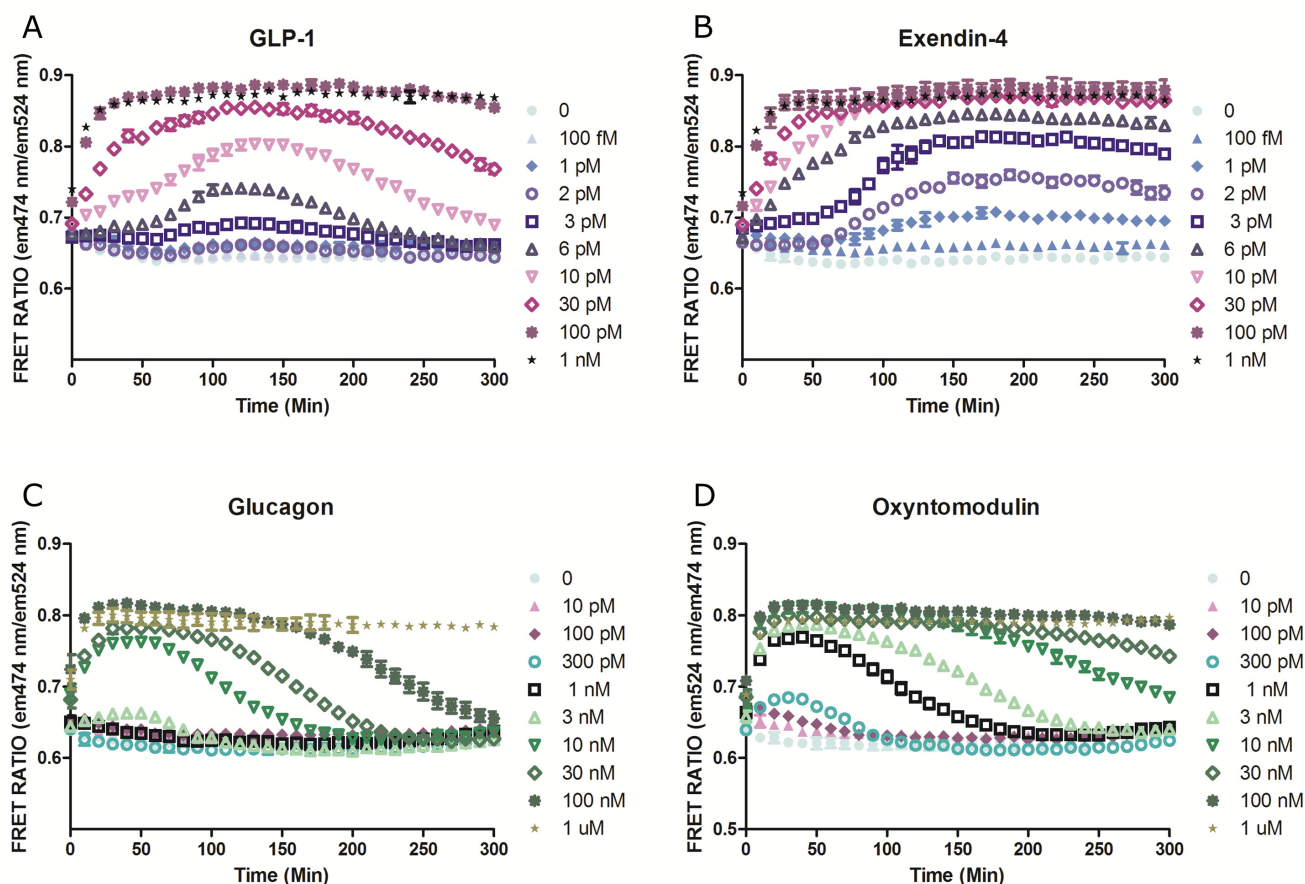 A
GLP-1
FRET RATIO (em474 nm/em524 nm)
0.9
0.8
0.7
0.6
0
50
100
150
200
250
300
Time (Min)
0
100 fM
1 pM
2 pM
3 pM
6 pM
10 pM
30 pM
100 pM
1 nM
B
Exendin-4
FRET RATIO (em474 nm/em524 nm)
0.9
0.8
0.7
0.6
0
50
100
150
200
250
300
Time (Min)
0
100 fM
1 pM
2 pM
3 pM
6 pM
10 pM
30 pM
100 pM
1 nM
C
Glucagon
FRET RATIO (em474 nm/em524 nm)
0.9
0.8
0.7
0.6
0
50
100
150
200
250
300
Time (Min)
0
10 pM
100 pM
300 pM
1 nM
3 nM
10 nM
30 nM
100 nM
1 uM
D
Oxyntomodulin
FRET RATIO (em524 nm/em474 nm)
0.9
0.8
0.7
0.6
0.5
0
50
100
150
200
250
300
Time (Min)
0
10 pM
100 pM
300 pM
1 nM
3 nM
10 nM
30 nM
100 nM
1 uM